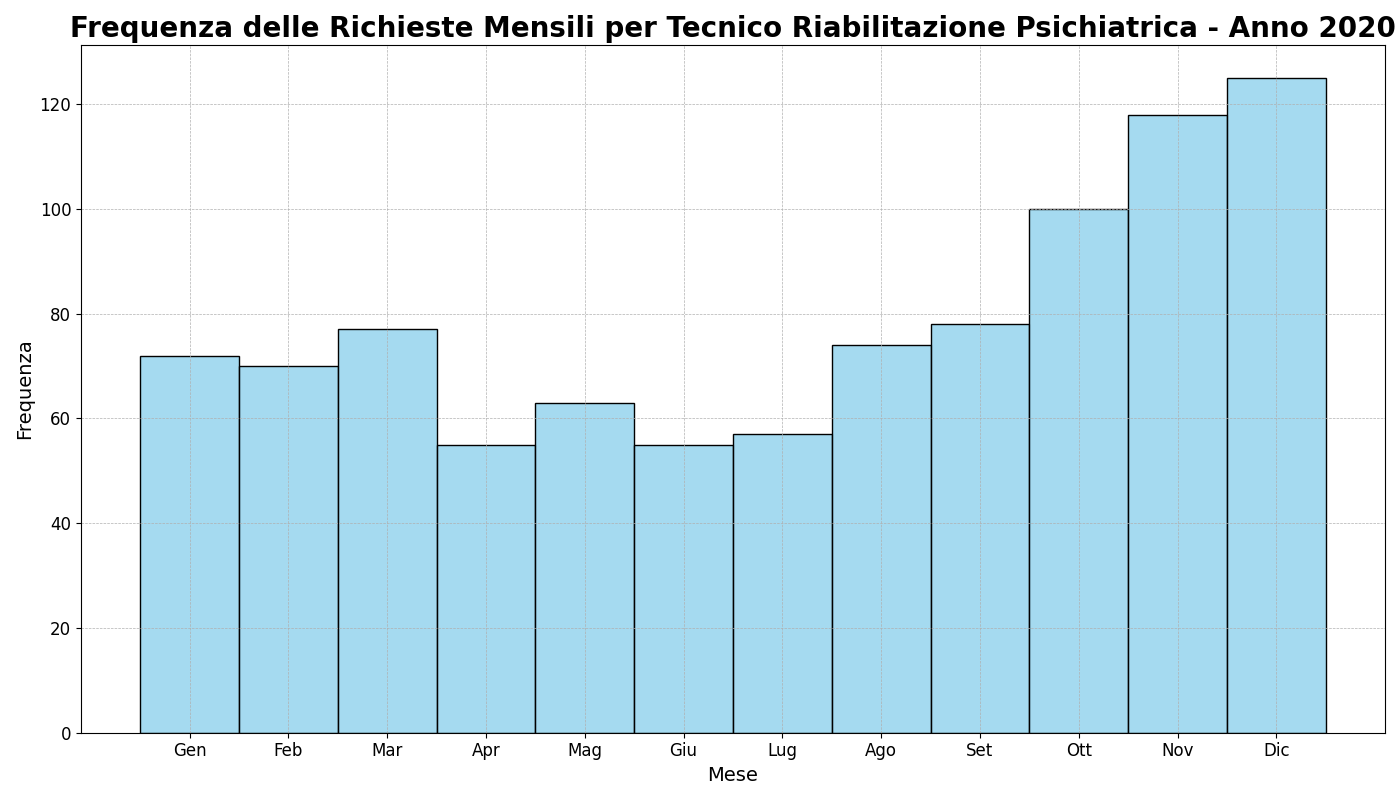 Frequenza delle Richieste Mensili per Tecnico Riabilitazione Psichiatrica - Anno 2020
120
100
80
60
40
20
0
Frequenza
Gen Feb Mar Apr Mag Giu Lug Ago Set Ott Nov Dic
Mese